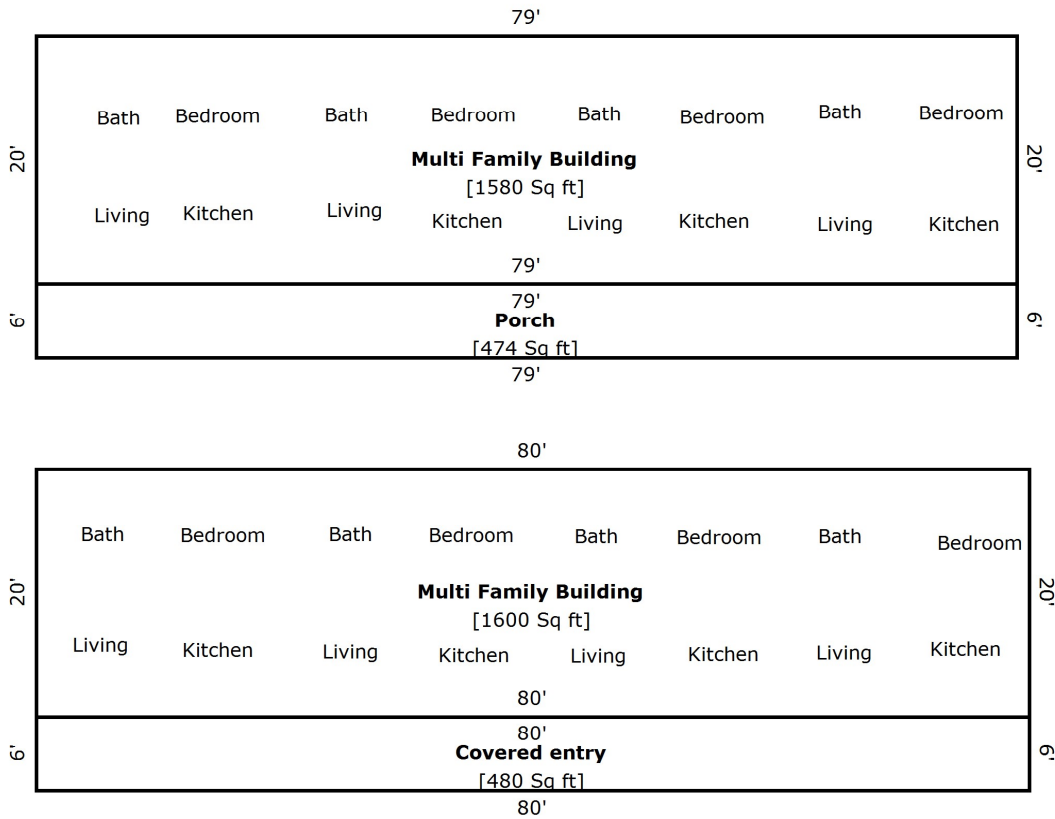 79'
Bath Bedroom Bath Bedroom Bath Bedroom Bath Bedroom
20' Multi Family Building 20'
[1580 Sq ft]
Living Kitchen Living Kitchen Living Kitchen Living Kitchen
79'
79'
6' Porch 6'
[474 Sq ft]
79'
80'
Bath Bedroom Bath Bedroom Bath Bedroom Bath Bedroom
20' Multi Family Building 20'
[1600 Sq ft]
Living Kitchen Living Kitchen Living Kitchen Living Kitchen
80'
80'
6' Covered entry 6'
[480 Sq ft]
80'